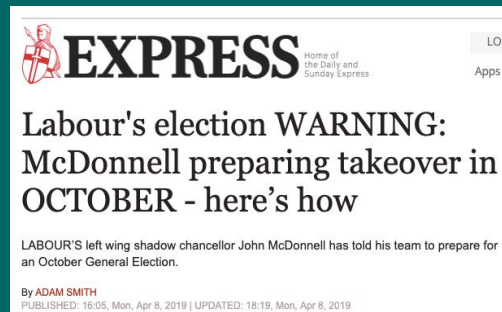 EXPRESS
Home of
the Daily and
Sunday Express
LO
Apps
Labour's election WARNING:
McDonnell preparing takeover in
OCTOBER - here’s how
LABOUR’S left wing shadow chancellor John McDonnell has told his team to prepare for
an October General Election.
By ADAM SMITH
PUBLISHED: 16:05, Mon, Apr 8, 2019 | UPDATED: 18:19, Mon, Apr 8, 2019